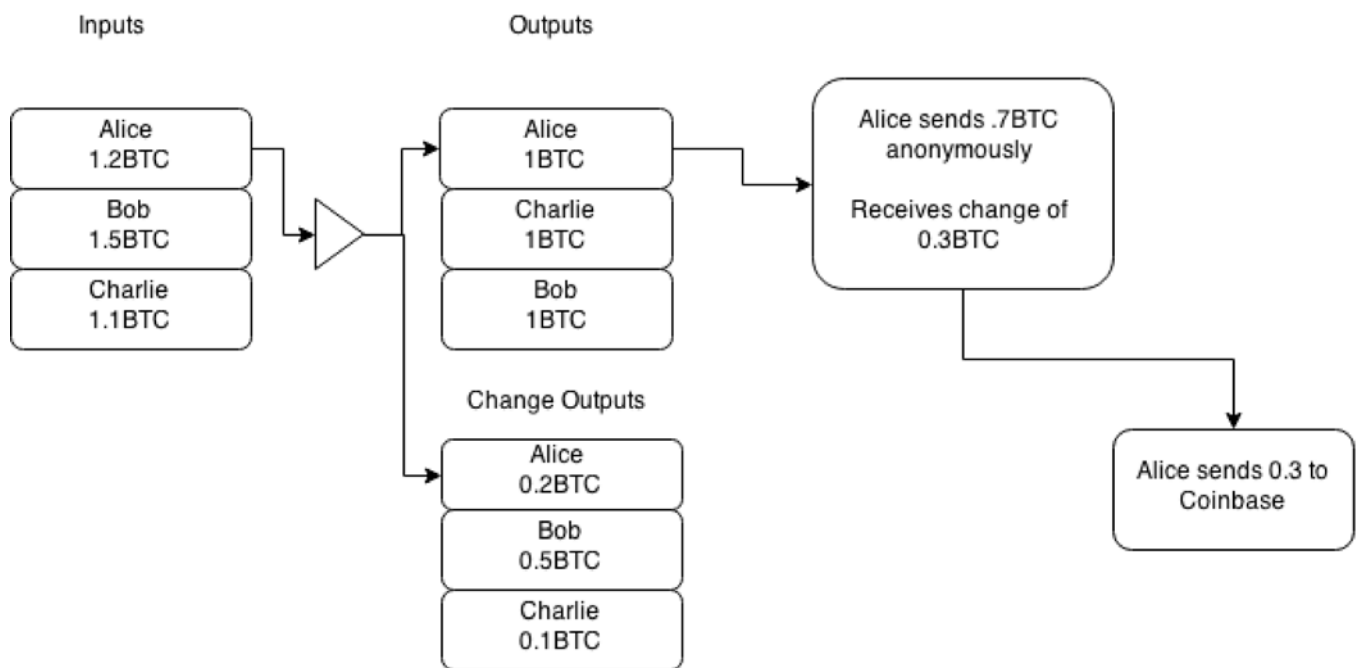 Inputs
Outputs
Alice
1.2BTC
Bob
1.5BTC
Charlie
1.1BTC
Alice
1BTC
Charlie
1BTC
Bob
1BTC
Change Outputs
Alice
0.2BTC
Bob
0.5BTC
Charlie
0.1BTC
Alice sends .7BTC
anonymously
Receives change of
0.3BTC
Alice sends 0.3 to
Coinbase